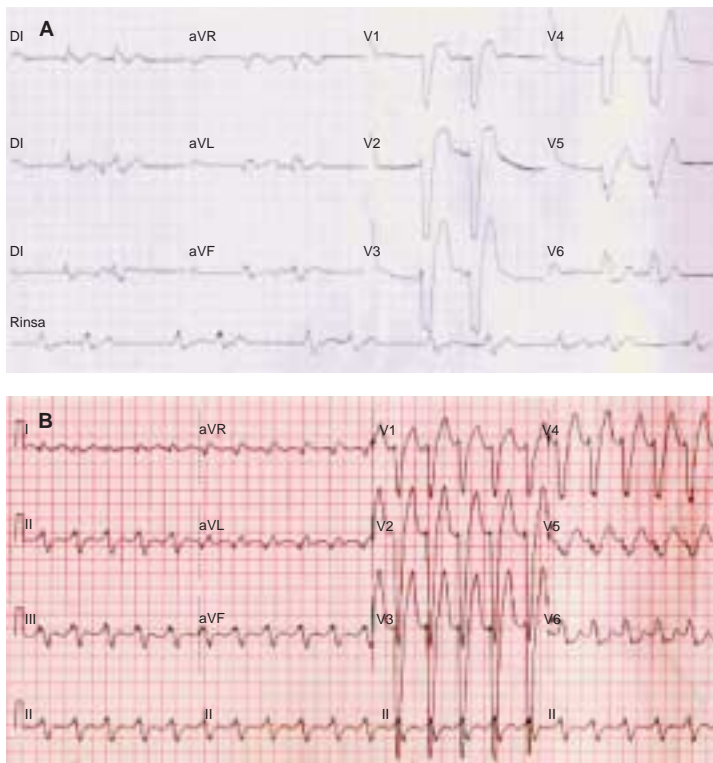 A
DI aVR V1 V4
DI aVL V2 V5
DI aVF V3 V6
Rinsa
B
I aVR V1 V4
II aVL V2 V5
III aVF V3 V6
II II II II